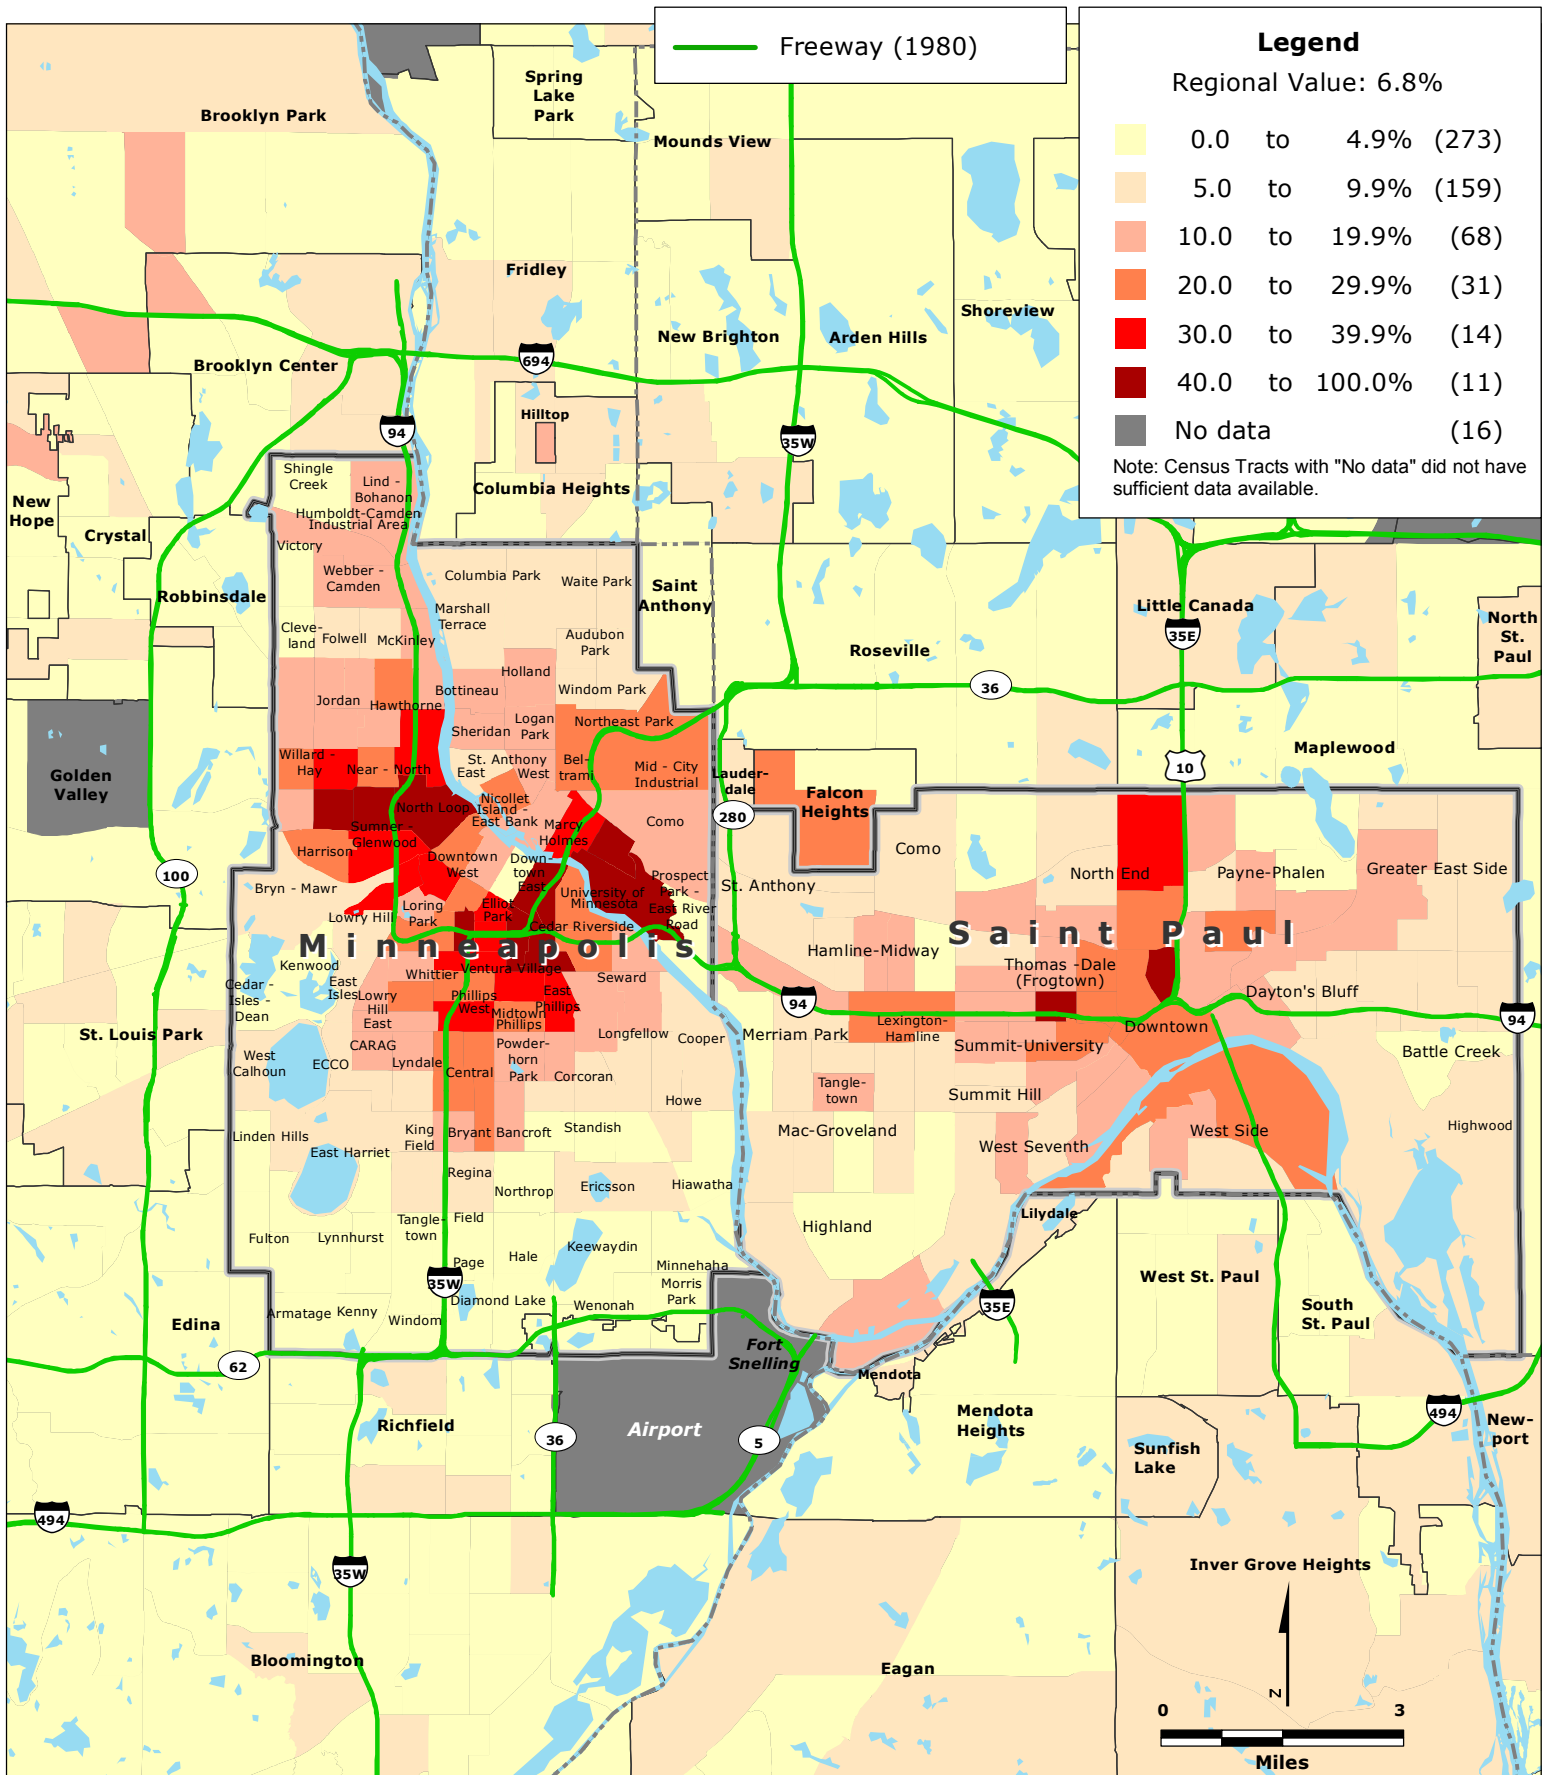 Freeway (1980)
Legend
Regional Value: 6.8%
0.0 to 4.9% (273)
5.0 to 9.9% (159)
10.0 to 19.9% (68)
20.0 to 29.9% (31)
30.0 to 39.9% (14)
40.0 to 100.0% (11)
No data (16)
Note: Census Tracts with "No data" did not have
sufficient data available.
Spring
Lake
Park
Brooklyn Park
Mounds View
Fridley
Shoreview
New Brighton
Arden Hills
Brooklyn Center
694
Hilltop
94
35W
Shingle
Creek
Lind -
Bohanon
Columbia Heights
New
Hope
Humboldt-Camden
Industrial Area
Crystal
Victory
Webber -
Camden
Columbia Park
Waite Park
Saint
Anthony
Robbinsdale
Marshall
Terrace
Little Canada
North
St.
Paul
Cleve-
land
Folwell
McKinley
Audubon
Park
35E
Roseville
Holland
36
Jordan
Hawthorne
Bottineau
Windom Park
Sheridan
Logan
Park
Northeast Park
Willard -
Hay
Near - North
St. Anthony
East
West
Bel-
trami
Mid - City
Industrial
Maplewood
10
Golden
Valley
Lauder-
dale
Falcon
Heights
North Loop
Nicollet
Island -
East Bank
280
Sumner -
Glenwood
Marcy
Holmes
Como
Como
Harrison
Downtown
West
Down-
town
East
100
Bryn - Mawr
University of
Minnesota
Prospect
Park -
East River
Road
St. Anthony
North End
Payne-Phalen
Greater East Side
Lowry Hill
Loring
Park
Elliot
Park
Cedar Riverside
Minneapolis
Saint Paul
Hamline-Midway
Thomas -Dale
(Frogtown)
Kenwood
East
Isles
Whittier
Ventura Village
Seward
Cedar -
Isles -
Dean
Lowry
Hill
East
Phillips
West
East
Phillips
Midtown
Phillips
94
Dayton's Bluff
94
St. Louis Park
Lexington-
Hamline
Downtown
CARAG
Longfellow
Cooper
Merriam Park
Summit-University
Battle Creek
West
Calhoun
ECCO
Lyndale
Central
Powder-
horn
Park
Corcoran
Tangle-
town
Summit Hill
Howe
Linden Hills
King
Field
Bryant
Bancroft
Standish
Mac-Groveland
West Seventh
West Side
Highwood
East Harriet
Regina
Northrop
Ericsson
Hiawatha
Fulton
Lynnhurst
Tangle-
town
Field
Highland
Lilydale
Page
Hale
Keewaydin
Minnehaha
35W
Morris
Park
West St. Paul
Armatage
Kenny
Windom
Diamond Lake
Wenonah
35E
South
St. Paul
Edina
Fort
Snelling
62
Mendota
Richfield
Airport
36
5
Mendota
Heights
494
New-
port
Sunfish
Lake
494
35W
Inver Grove Heights
Bloomington
Eagan
N
0 3
Miles